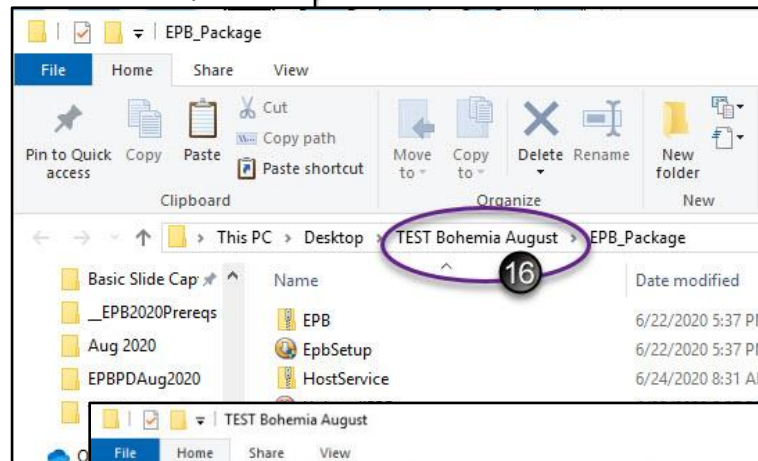 EPB_Package
File Home Share View
Pin to Quick access
Copy
Paste
Cut
Copy path
Paste shortcut
Move to
Copy to
Delete
Rename
New folder
Clipboard
Organize
New
This PC > Desktop > TEST Bohemia August > EPB_Package
16
Name Date modified
Basic Slide Cap
__EPB2020Prereqs
Aug 2020
EPBPDAug2020
EPB 6/22/2020 5:37 P
EpbSetup 6/22/2020 5:37 P
HostService 6/24/2020 8:31 A
TEST Bohemia August
File Home Share View